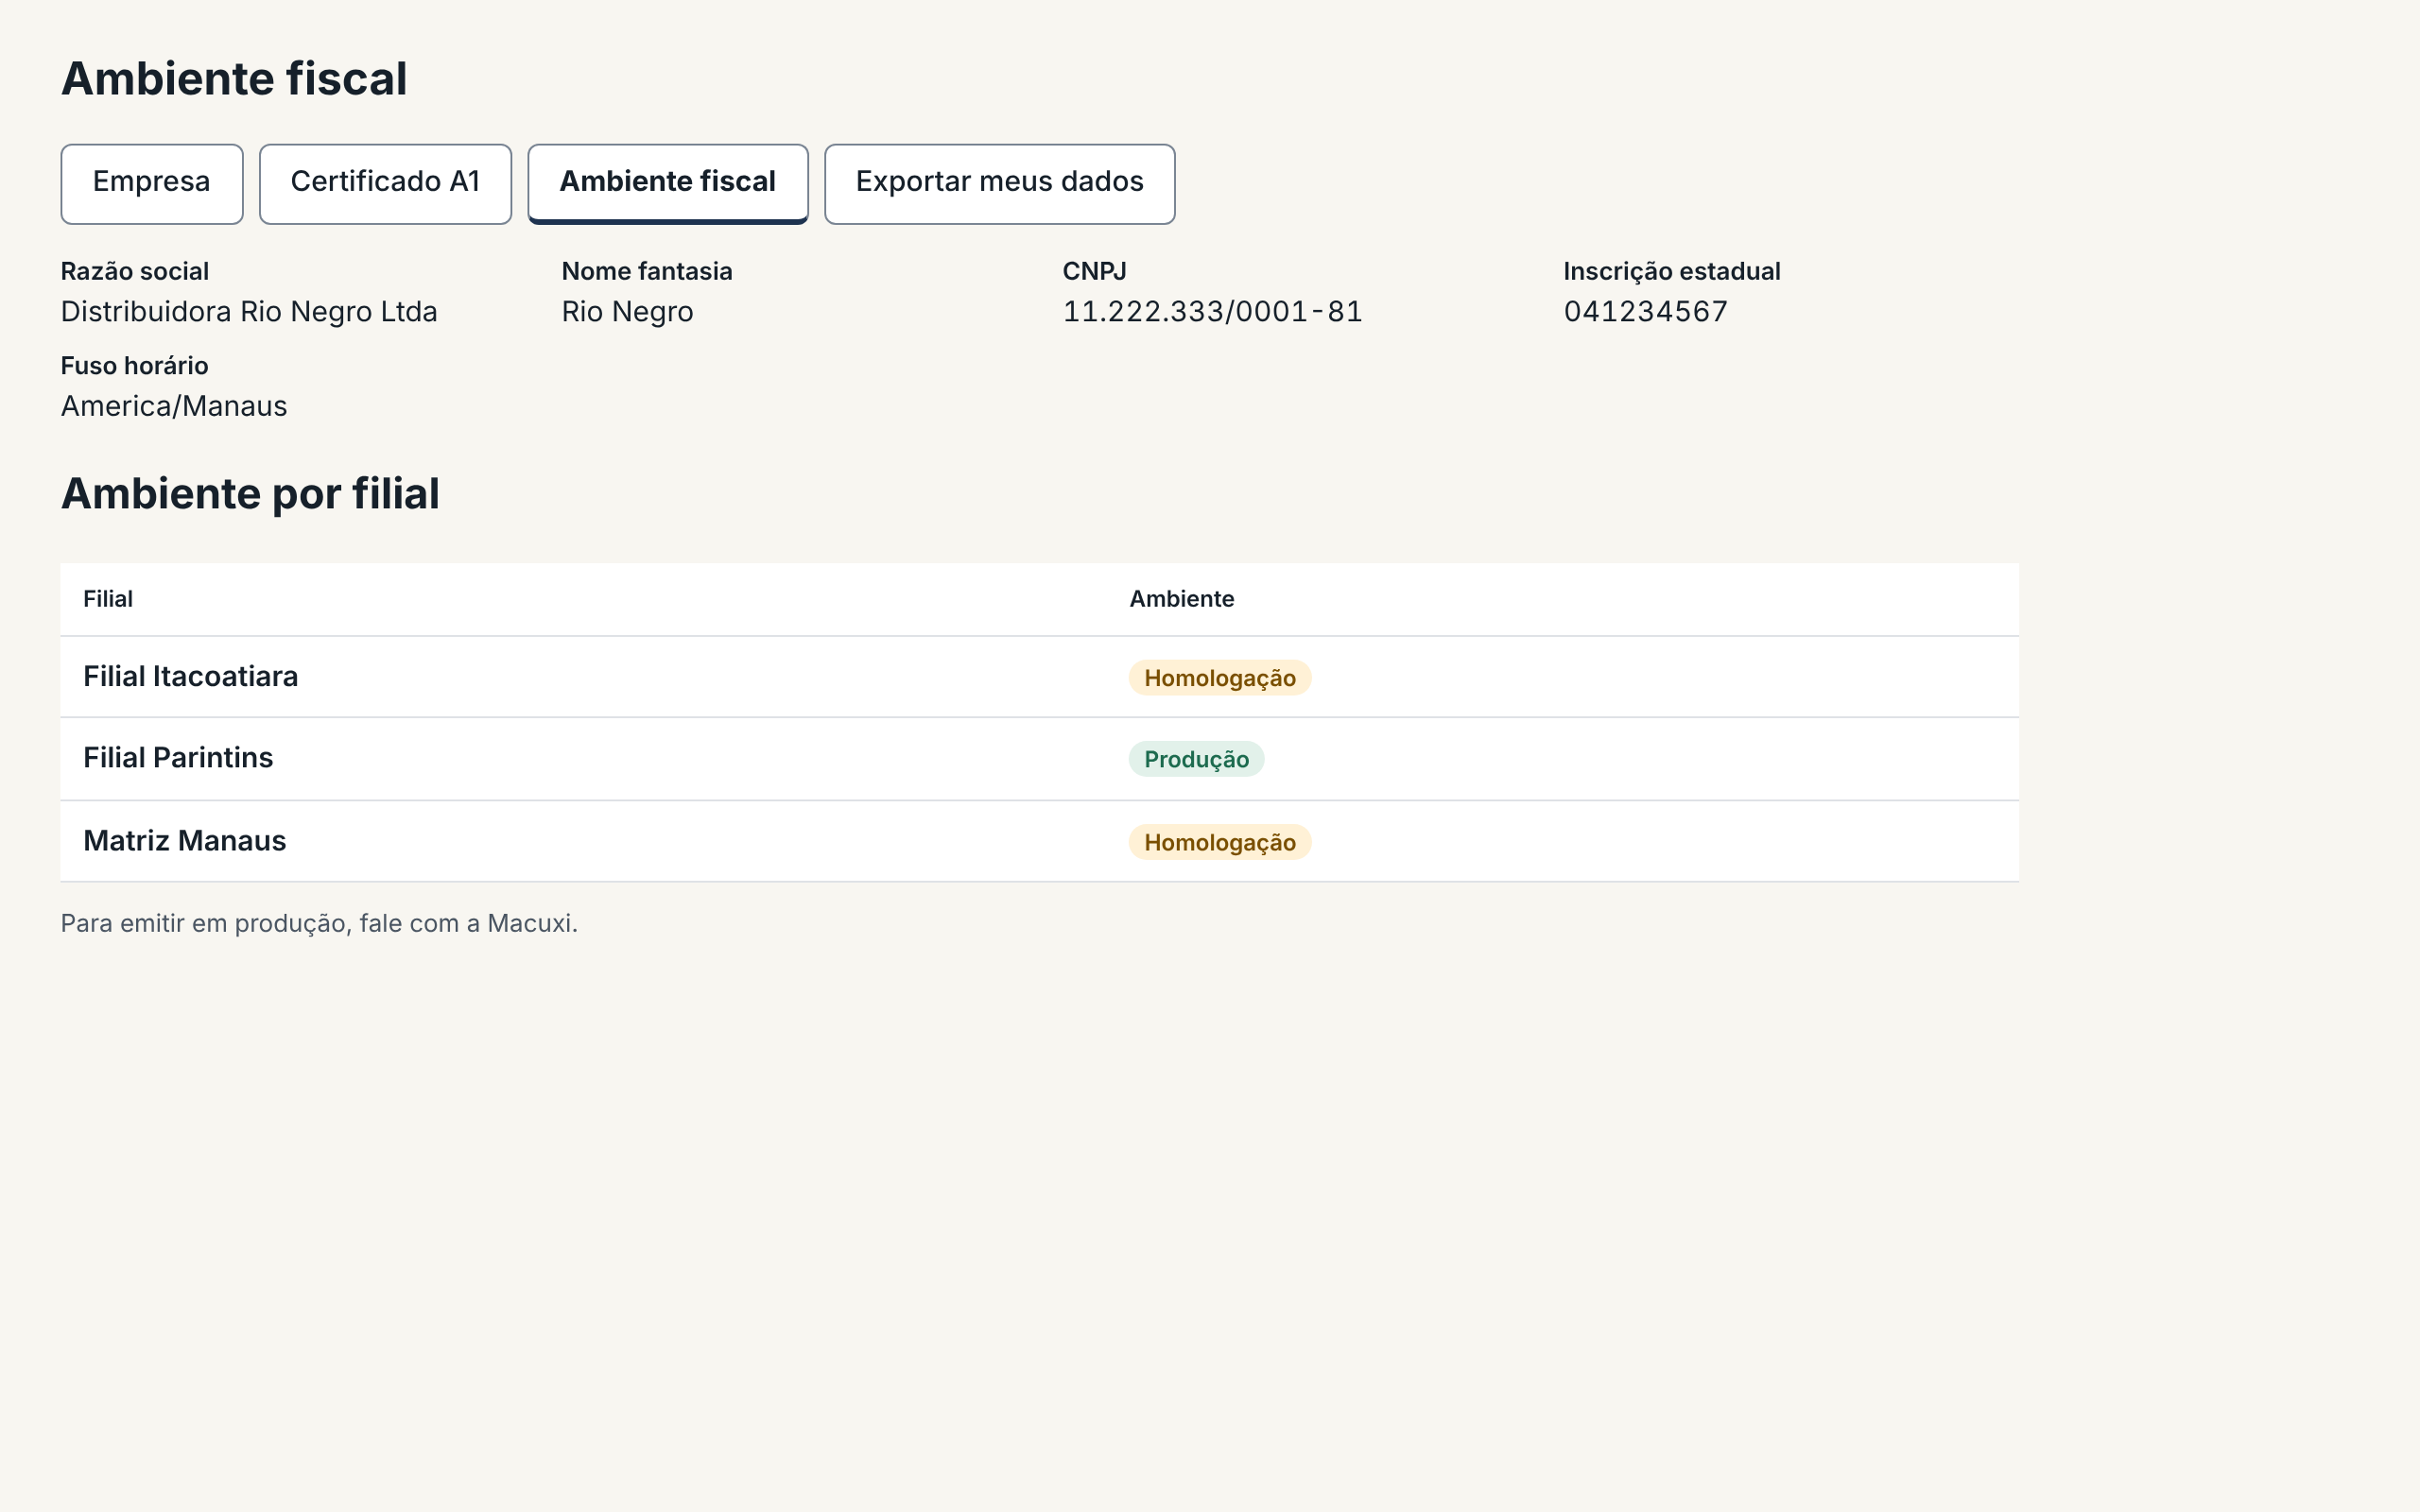 Ambiente fiscal
Empresa
Certificado A1
Ambiente fiscal
Exportar meus dados
Razão social
Distribuidora Rio Negro Ltda
Nome fantasia
Rio Negro
CNPJ
11.222.333/0001-81
Inscrição estadual
041234567
Fuso horário
America/Manaus
Ambiente por filial
Filial
Ambiente
Filial Itacoatiara
Homologação
Filial Parintins
Produção
Matriz Manaus
Homologação
Para emitir em produção, fale com a Macuxi.